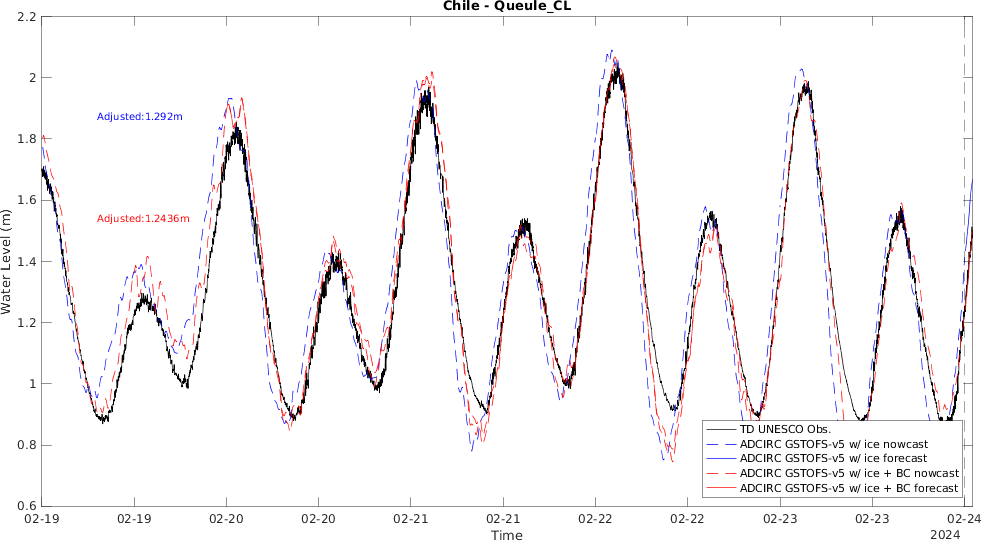 Chile - Queule_CL
2.2
2
1.8
1.6
1.4
1.2
1
0.8
0.6
Water Level (m)
Adjusted:1.292m
Adjusted:1.2436m
TD UNESCO Obs.
ADCIRC GSTOFS-v5 w/ ice nowcast
ADCIRC GSTOFS-v5 w/ ice forecast
ADCIRC GSTOFS-v5 w/ ice + BC nowcast
ADCIRC GSTOFS-v5 w/ ice + BC forecast
02-19 02-19 02-20 02-20 02-21 02-21 02-22 02-22 02-23 02-23 02-24
2024
Time